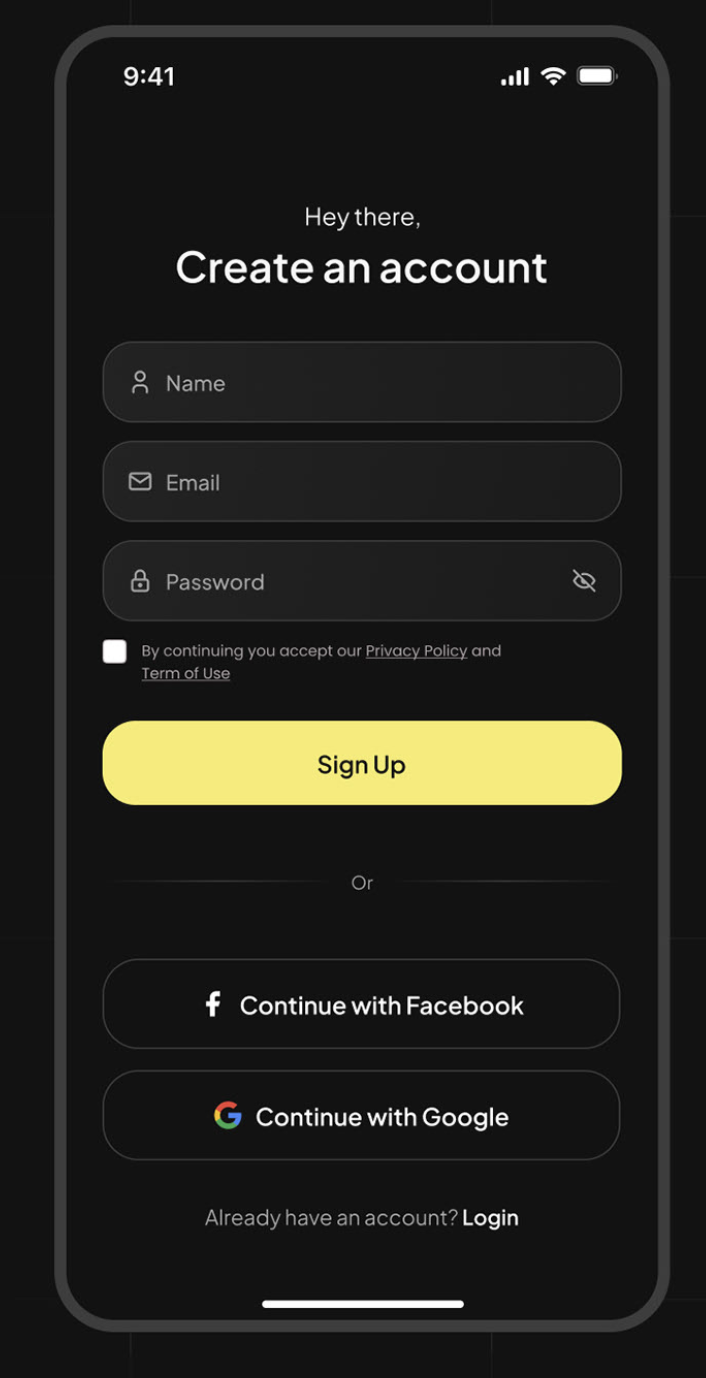 9:41
Hey there,
Create an account
Name
Email
Password
By continuing you accept our Privacy Policy and
Term of Use
Sign Up
Or
Continue with Facebook
Continue with Google
Already have an account? Login